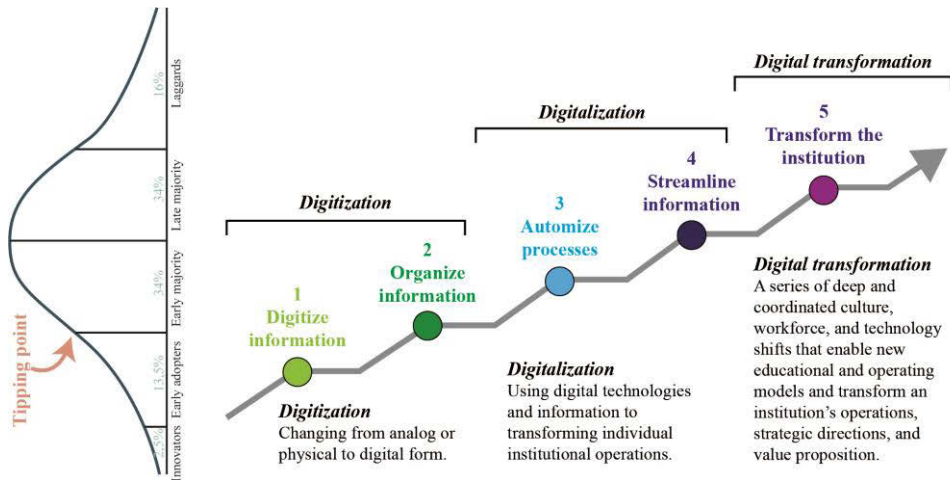 16%
Laggards
34%
Late majority
34%
Early majority
Tipping point
13,5%
Early adopters
2,5%
Innovators
Digitization
Digitalization
Digital transformation
1
Digitize
information
2
Organize
information
3
Automize
processes
4
Streamline
information
5
Transform the
institution
Digitization
Changing from analog or
physical to digital form.
Digitalization
Using digital technologies
and information to
transforming individual
institutional operations.
Digital transformation
A series of deep and
coordinated culture,
workforce, and technology
shifts that enable new
educational and operating
models and transform an
institution’s operations,
strategic directions, and
value proposition.